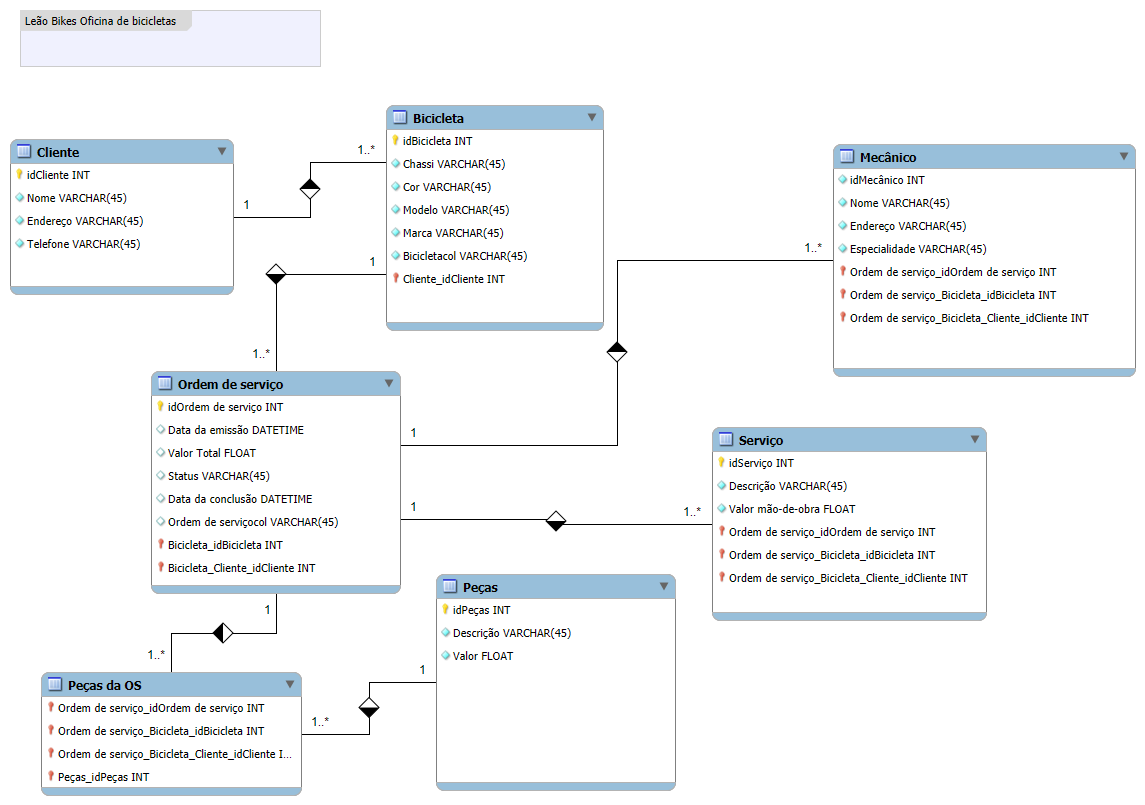 Leão Bikes Oficina de bicicletas
Cliente
idCliente INT
Nome VARCHAR(45)
Endereço VARCHAR(45)
Telefone VARCHAR(45)
1
1..*
Bicicleta
idBicicleta INT
Chassi VARCHAR(45)
Cor VARCHAR(45)
Modelo VARCHAR(45)
Marca VARCHAR(45)
Bicicletacol VARCHAR(45)
Cliente_idCliente INT
1
1..*
Mecânico
idMecânico INT
Nome VARCHAR(45)
Endereço VARCHAR(45)
Especialidade VARCHAR(45)
Ordem de serviço_idOrdem de serviço INT
Ordem de serviço_Bicicleta_idBicicleta INT
Ordem de serviço_Bicicleta_Cliente_idCliente INT
1..*
1
Ordem de serviço
idOrdem de serviço INT
Data da emissão DATETIME
Valor Total FLOAT
Status VARCHAR(45)
Data da conclusão DATETIME
Ordem de serviçocol VARCHAR(45)
Bicicleta_idBicicleta INT
Bicicleta_Cliente_idCliente INT
1
1..*
Serviço
idServiço INT
Descrição VARCHAR(45)
Valor mão-de-obra FLOAT
Ordem de serviço_idOrdem de serviço INT
Ordem de serviço_Bicicleta_idBicicleta INT
Ordem de serviço_Bicicleta_Cliente_idCliente INT
1
1..*
Peças
idPeças INT
Descrição VARCHAR(45)
Valor FLOAT
1
1..*
Peças da OS
Ordem de serviço_idOrdem de serviço INT
Ordem de serviço_Bicicleta_idBicicleta INT
Ordem de serviço_Bicicleta_Cliente_idCliente I...
Peças_idPeças INT